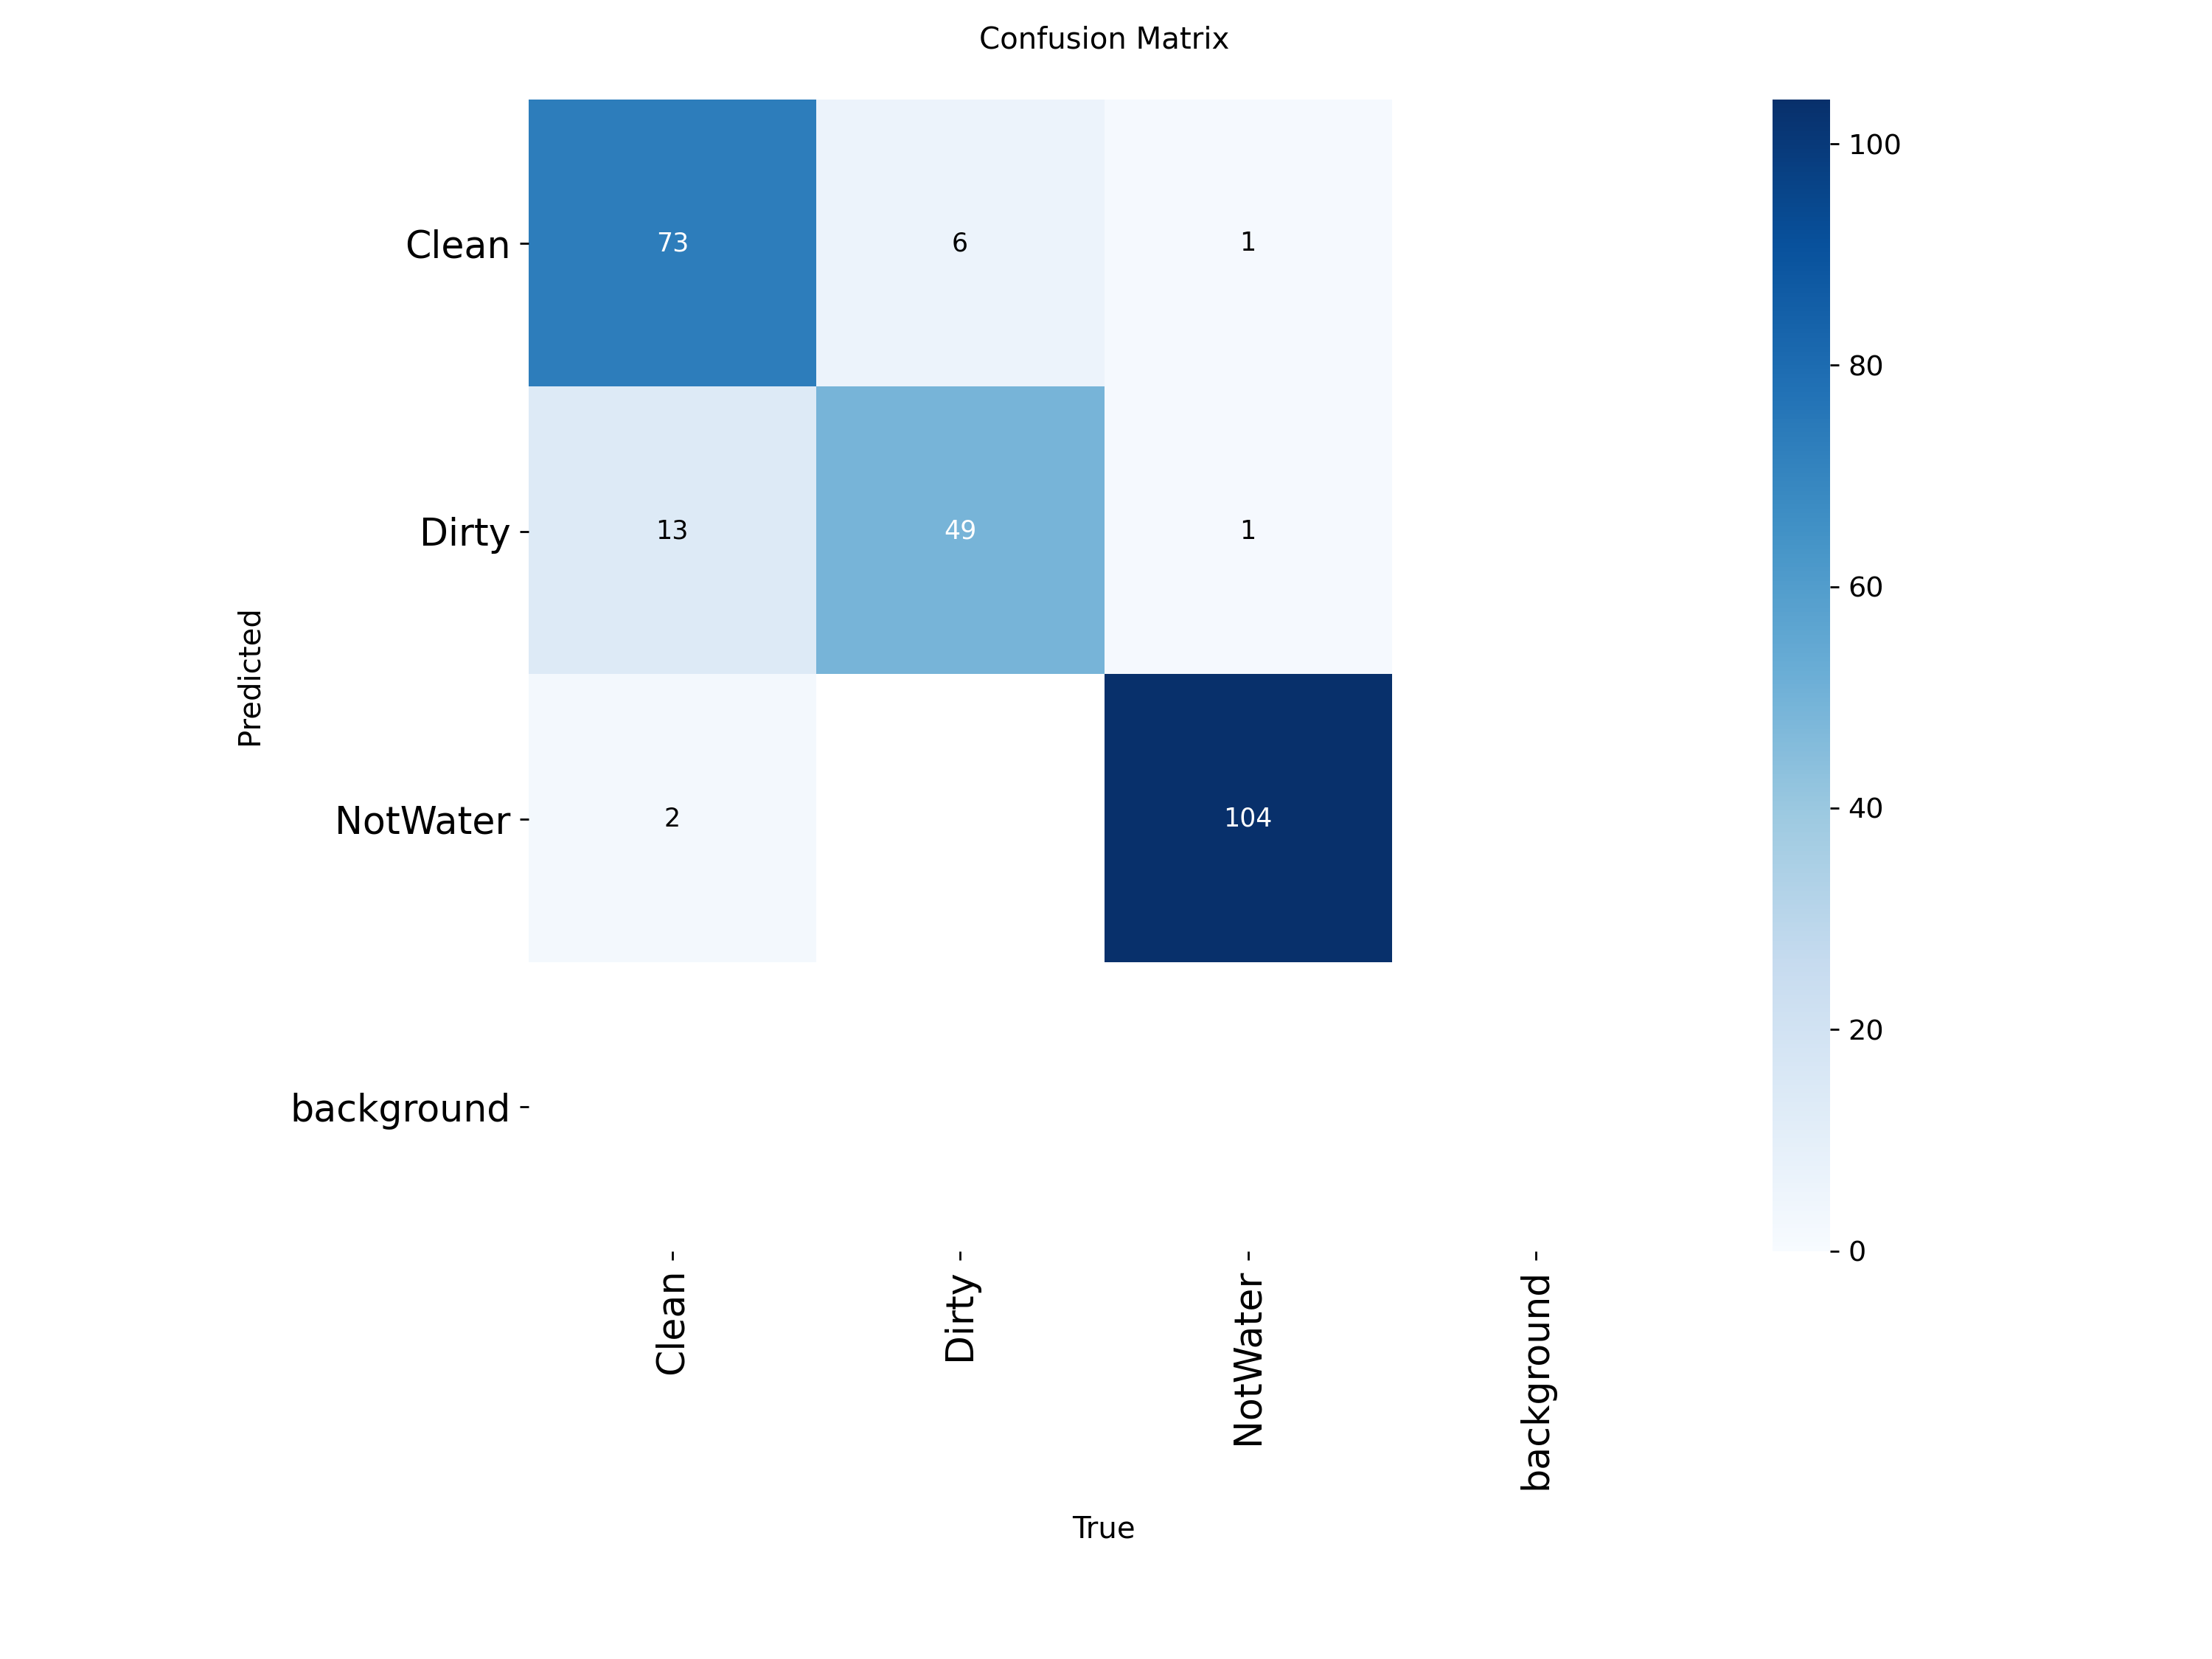 Confusion Matrix
Clean
73
6
1
Dirty
13
49
1
NotWater
2
104
background
Clean
Dirty
NotWater
background
Predicted
True
100
80
60
40
20
0